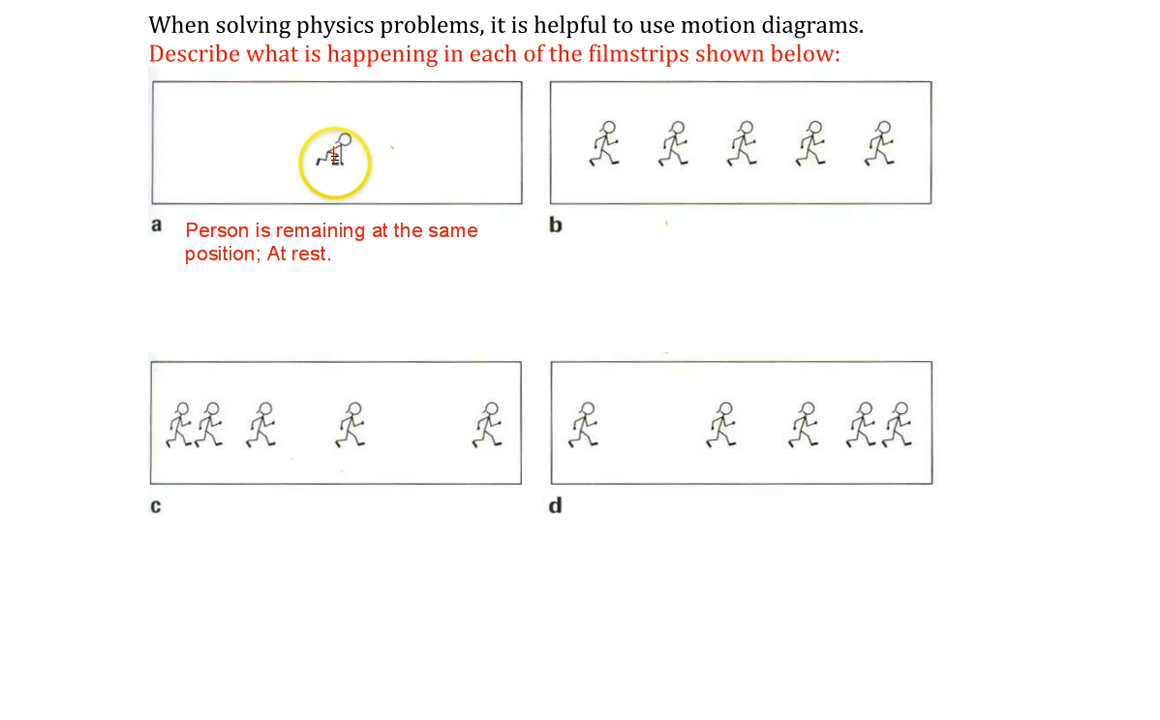 When solving physics problems, it is helpful to use motion diagrams.
Describe what is happening in each of the filmstrips shown below:
a
Person is remaining at the same
position; At rest.
b
c
d